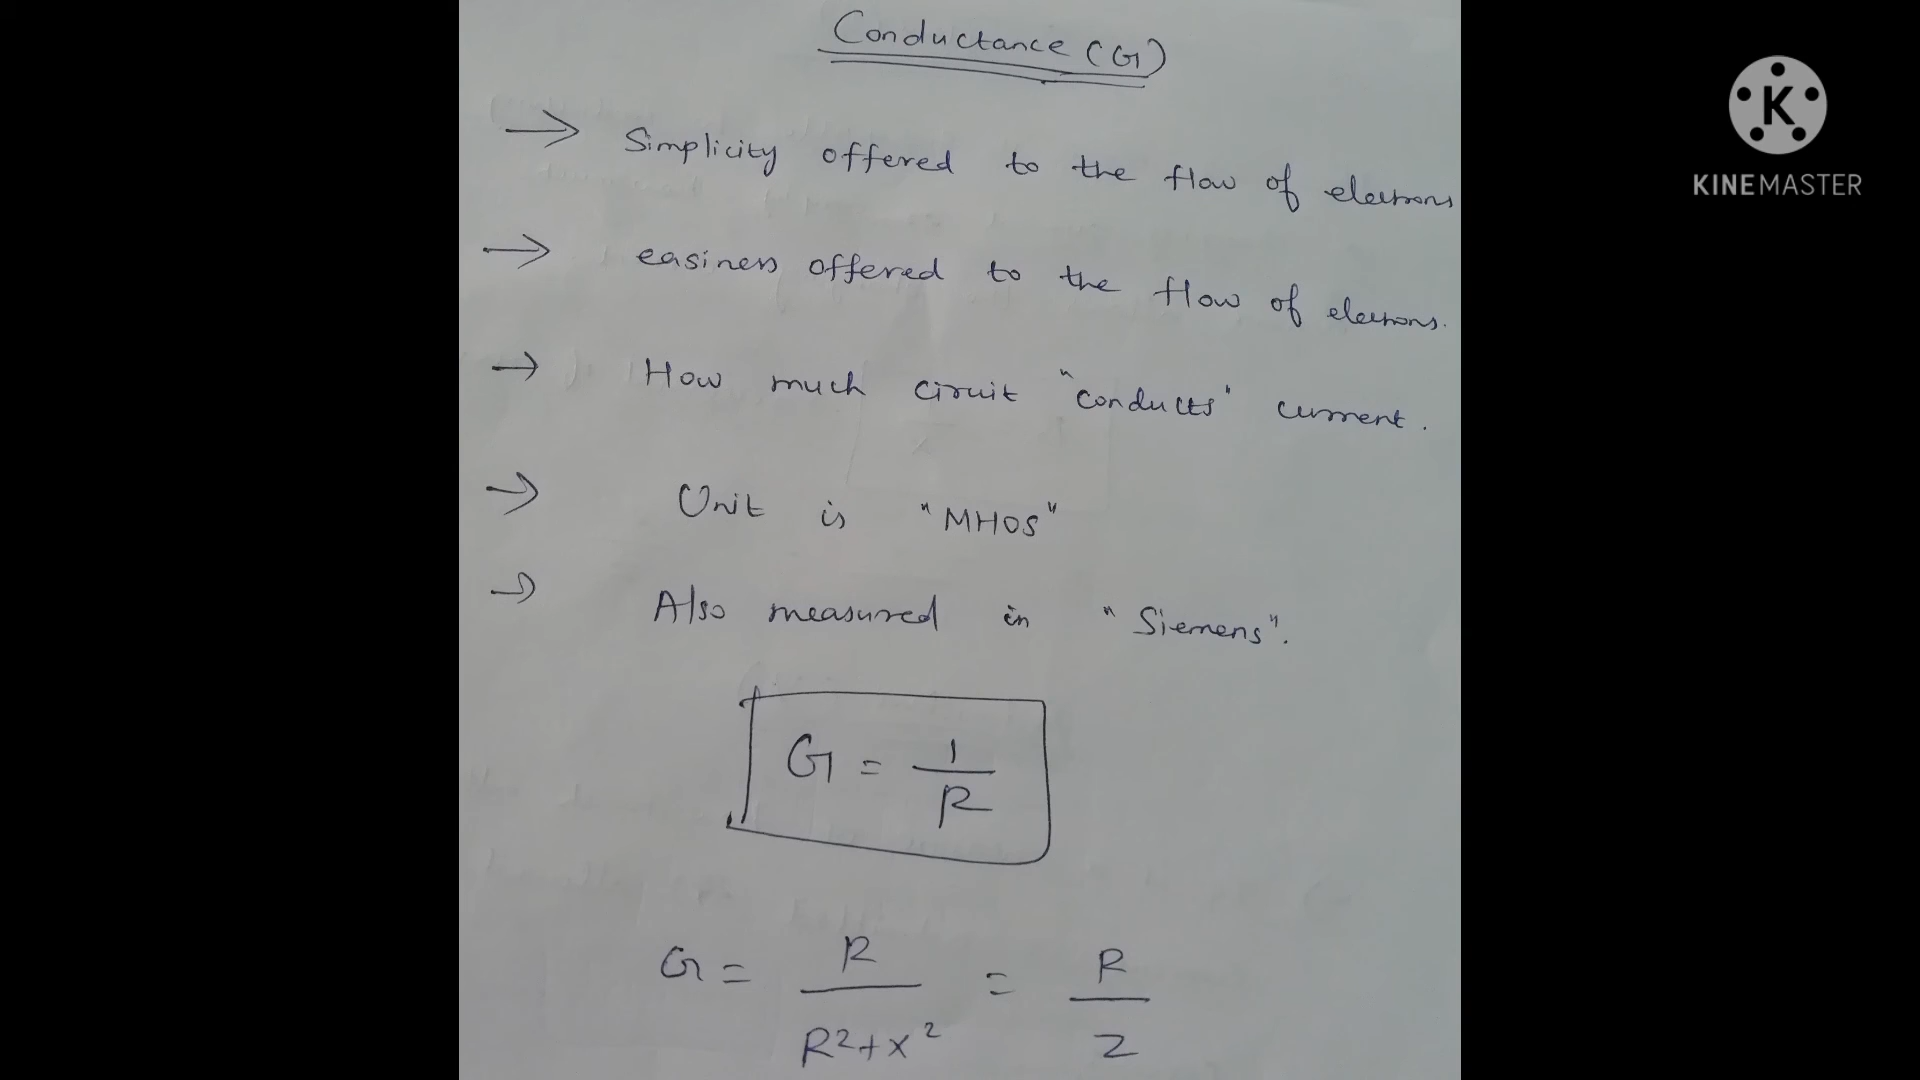 Conductance (G)
→ Simplicity offered to the flow of electrons
→ easiness offered to the flow of electrons.
→ How much circuit "conducts" current.
→ Unit is "MHOS"
→ Also measured in "Siemens".
G = 1/R
G = R/R²+X² = R/Z
K
KINEMASTER